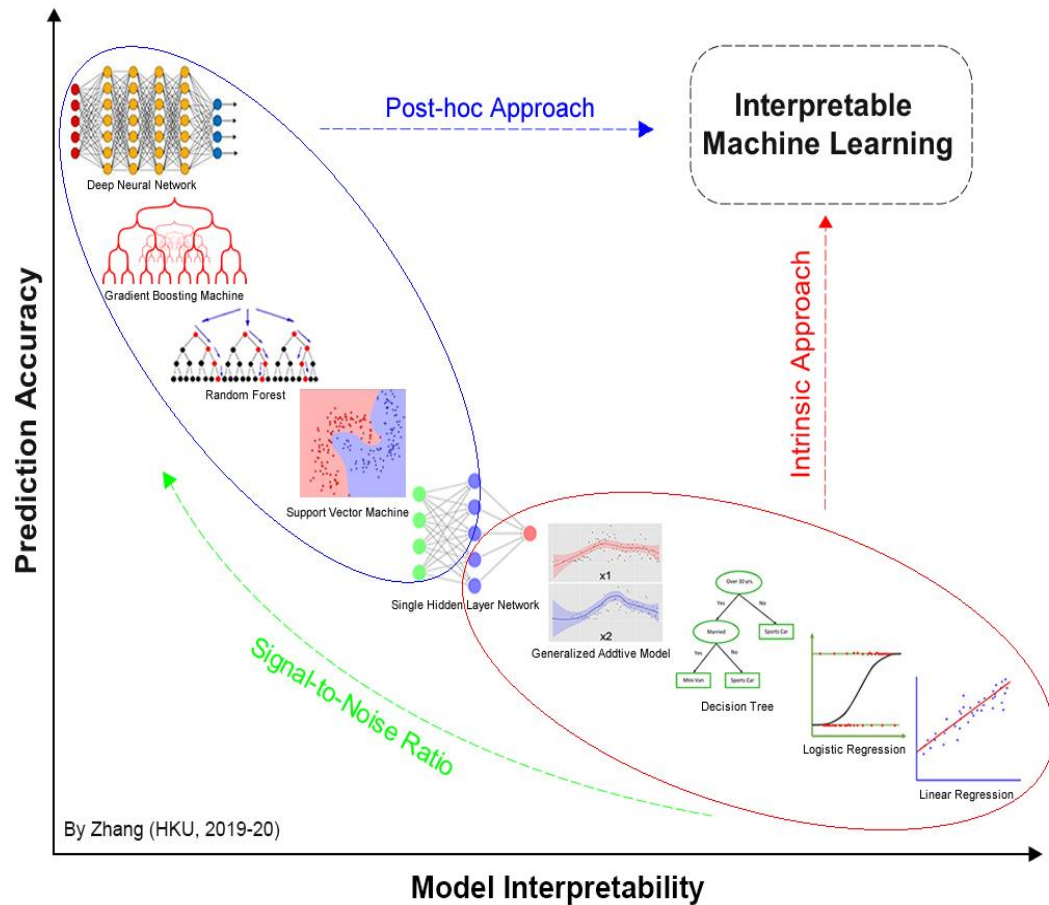 Post-hoc Approach
Interpretable
Machine Learning
Deep Neural Network
Gradient Boosting Machine
Intrinsic Approach
Random Forest
Prediction Accuracy
Support Vector Machine
Single Hidden Layer Network
x1
x2
Generalized Addtive Model
Over 30 yrs.
Yes
No
Married
Sports Car
Yes
No
Mini-Van
Sports Car
Decision Tree
Logistic Regression
Linear Regression
Signal-to-Noise Ratio
By Zhang (HKU, 2019-20)
Model Interpretability